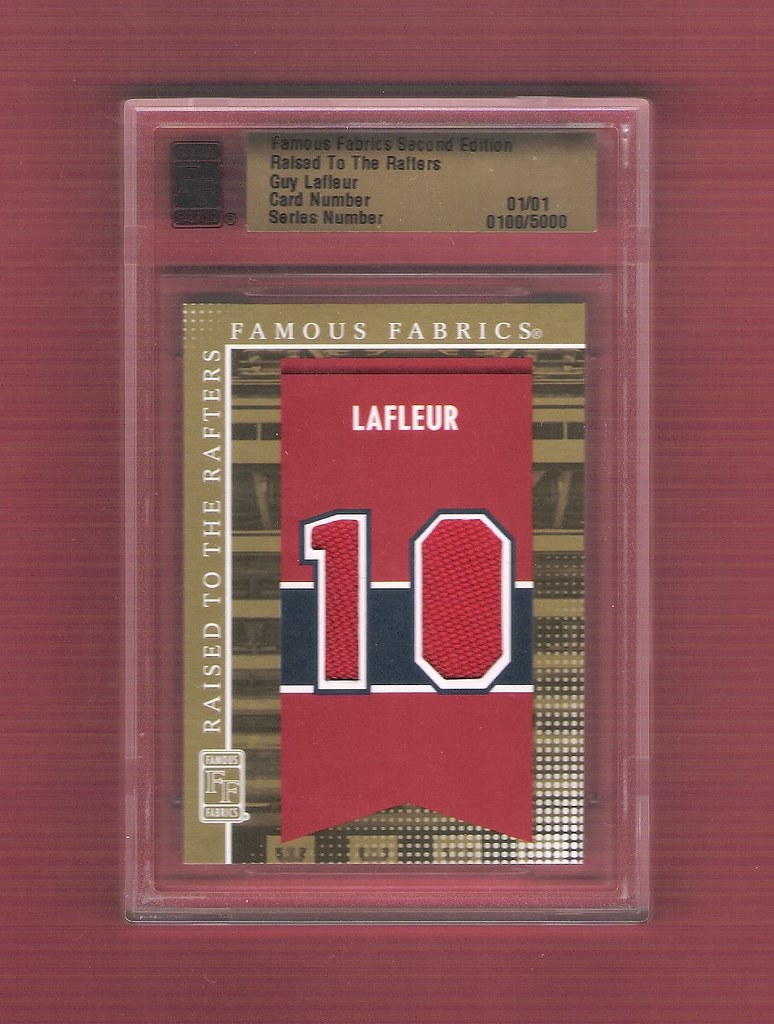 Famous Fabrics Second Edition
Raised To The Rafters
Guy Lafleur
Card Number 01/01
Series Number 0100/5000
FAMOUS FABRICS®
RAISED TO THE RAFTERS
LAFLEUR
10
FAMOUS
FF
FABRICS